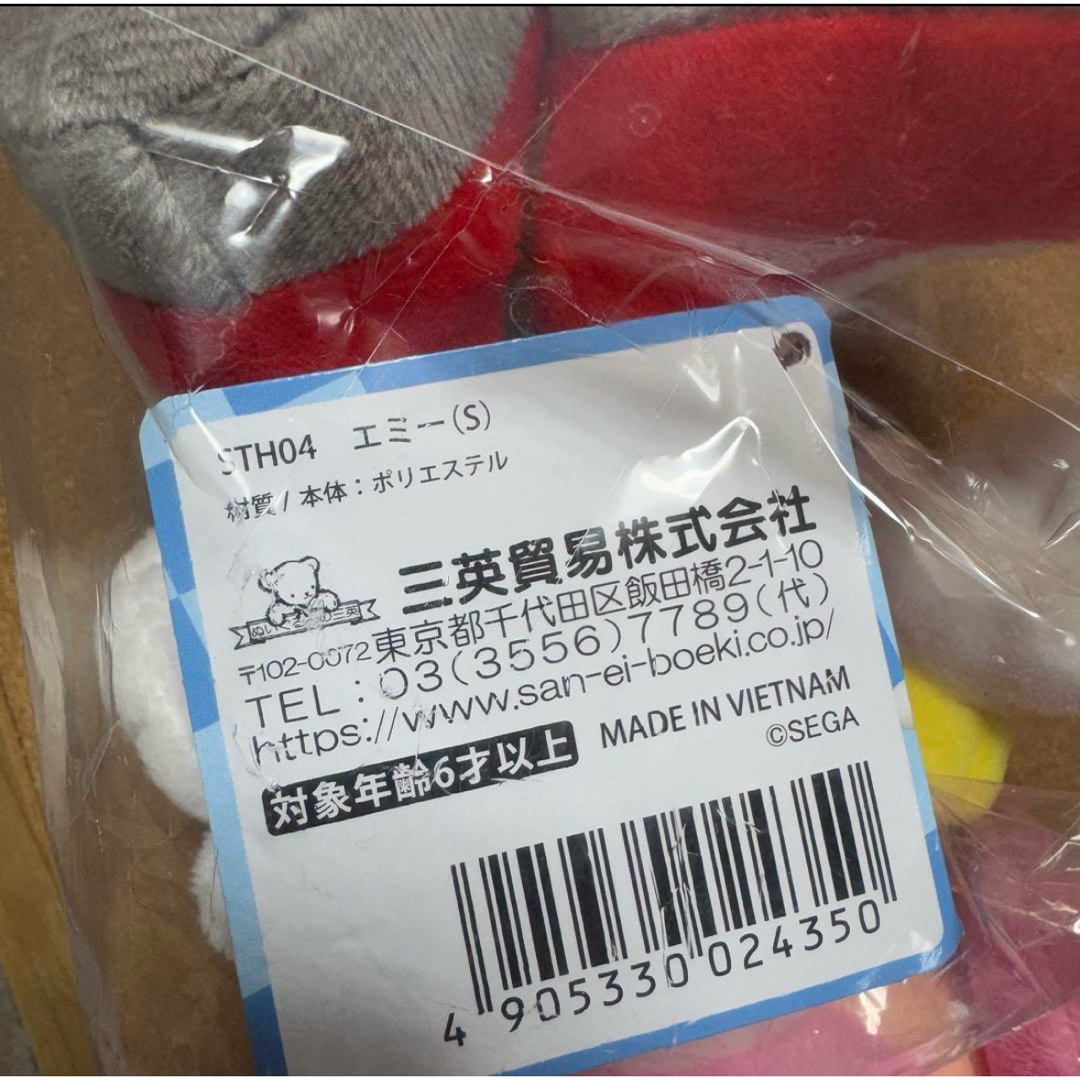 STH04 エミー(S)
材質/本体:ポリエステル
三英貿易株式会社
〒102-0072 東京都千代田区飯田橋2-1-10
TEL:03(3556)7789(代)
https://www.san-ei-boeki.co.jp/
対象年齢6才以上
MADE IN VIETNAM
©SEGA
4 905330 024350